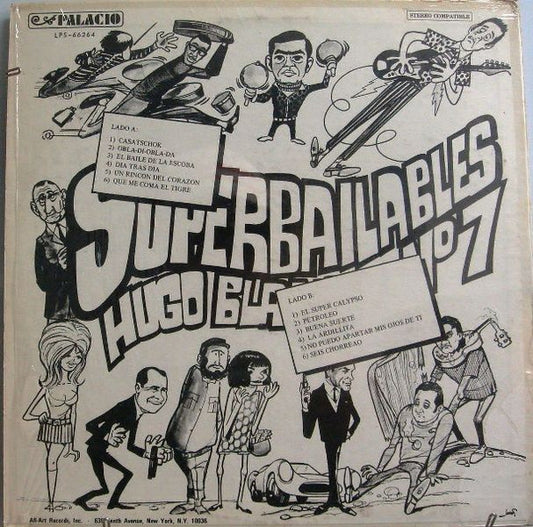 PALACIO
LPS-66264
STEREO COMPATIBLE
LADO A:
1) CASATSCHOK
2) OBLA-DI-OBLA-DA
3) EL BAILE DE LA ESCOBA
4) DIA TRAS DIA
5) UN RINCON DEL CORAZON
6) QUE ME COMA EL TIGRE
SUPERBAILABLES
HUGO Nº 7
LADO B:
1) EL SUPER CALYPSO
2) PETROLEO
3) BUENA SUERTE
4) LA ARDILLITA
5) NO PUEDO APARTAR MIS OJOS DE TI
6) SEIS CHORREAO
All-Art Records, Inc. - Avenue, New York, N.Y. 10036